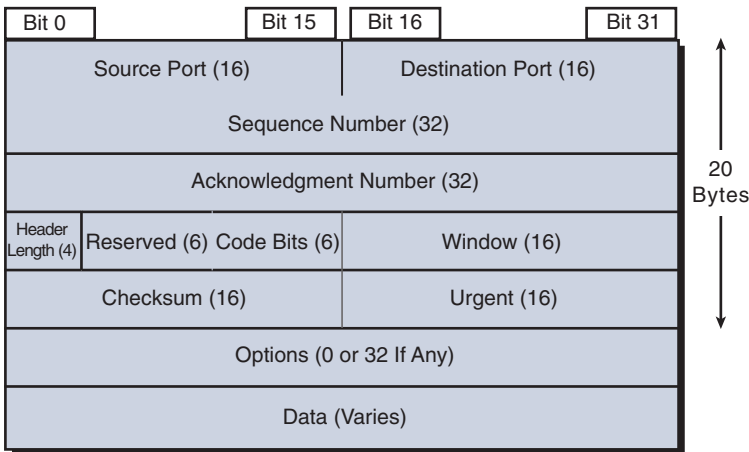 Bit 0 Bit 15 Bit 16 Bit 31
Source Port (16) Destination Port (16)
Sequence Number (32)
Acknowledgment Number (32)
20
Bytes
Header
Length (4)
Reserved (6) Code Bits (6) Window (16)
Checksum (16) Urgent (16)
Options (0 or 32 If Any)
Data (Varies)